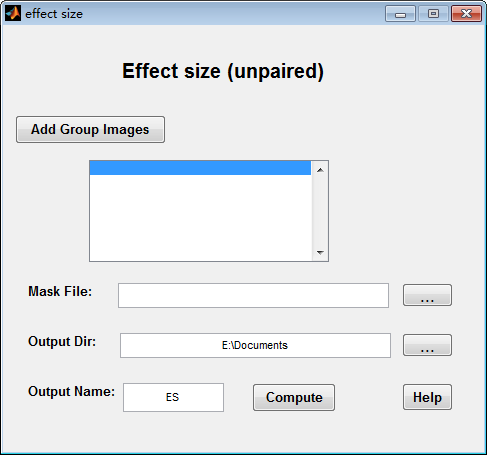 effect size
Effect size (unpaired)
Add Group Images
Mask File:
...
Output Dir:
E:\Documents
...
Output Name:
ES
Compute
Help